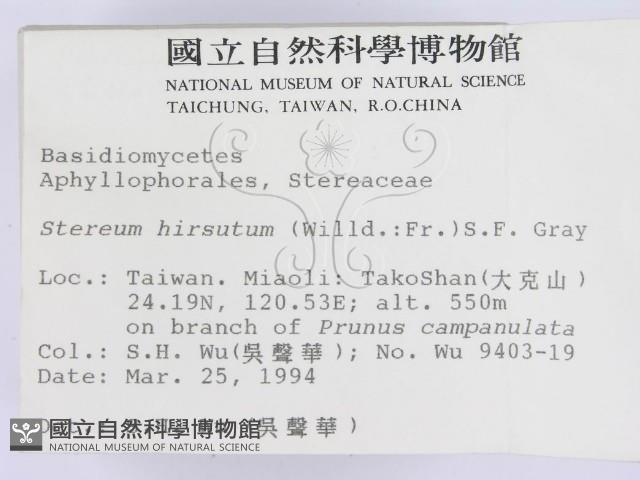 國立自然科學博物館
NATIONAL MUSEUM OF NATURAL SCIENCE
TAICHUNG, TAIWAN, R.O.CHINA
Basidiomycetes
Aphyllophorales, Stereaceae
Stereum hirsutum (Willd.:Fr.)S.F. Gray
Loc.: Taiwan. Miaoli: TakoShan(大克山)
24.19N, 120.53E; alt. 550m
on branch of Prunus campanulata
Col.: S.H. Wu(吳聲華); No. Wu 9403-19
Date: Mar. 25, 1994
吳聲華)
國立自然科學博物館
NATIONAL MUSEUM OF NATURAL SCIENCE